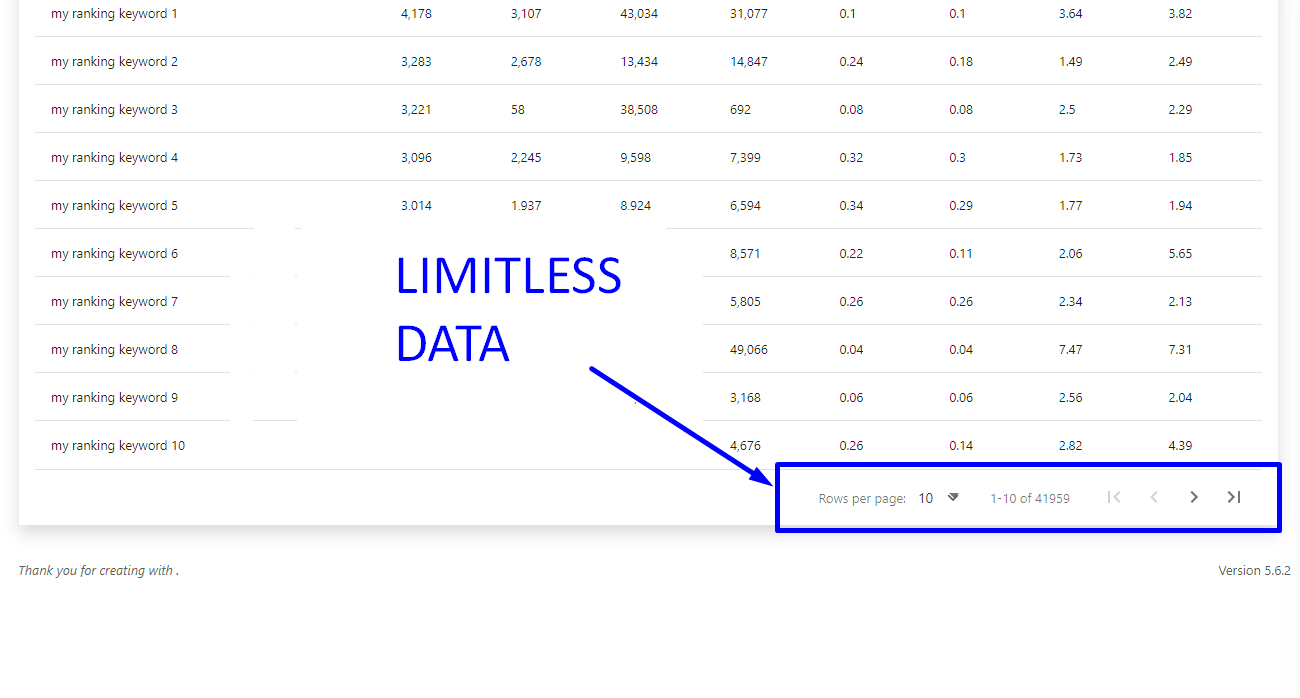 my ranking keyword 1 4,178 3,107 43,034 31,077 0.1 0.1 3.64 3.82
my ranking keyword 2 3,283 2,678 13,434 14,847 0.24 0.18 1.49 2.49
my ranking keyword 3 3,221 58 38,508 692 0.08 0.08 2.5 2.29
my ranking keyword 4 3,096 2,245 9,598 7,399 0.32 0.3 1.73 1.85
my ranking keyword 5 3.014 1.937 8.924 6,594 0.34 0.29 1.77 1.94
my ranking keyword 6 8,571 0.22 0.11 2.06 5.65
LIMITLESS
my ranking keyword 7 5,805 0.26 0.26 2.34 2.13
DATA
my ranking keyword 8 49,066 0.04 0.04 7.47 7.31
my ranking keyword 9 3,168 0.06 0.06 2.56 2.04
my ranking keyword 10 4,676 0.26 0.14 2.82 4.39
Rows per page: 10 1-10 of 41959
Thank you for creating with . Version 5.6.2